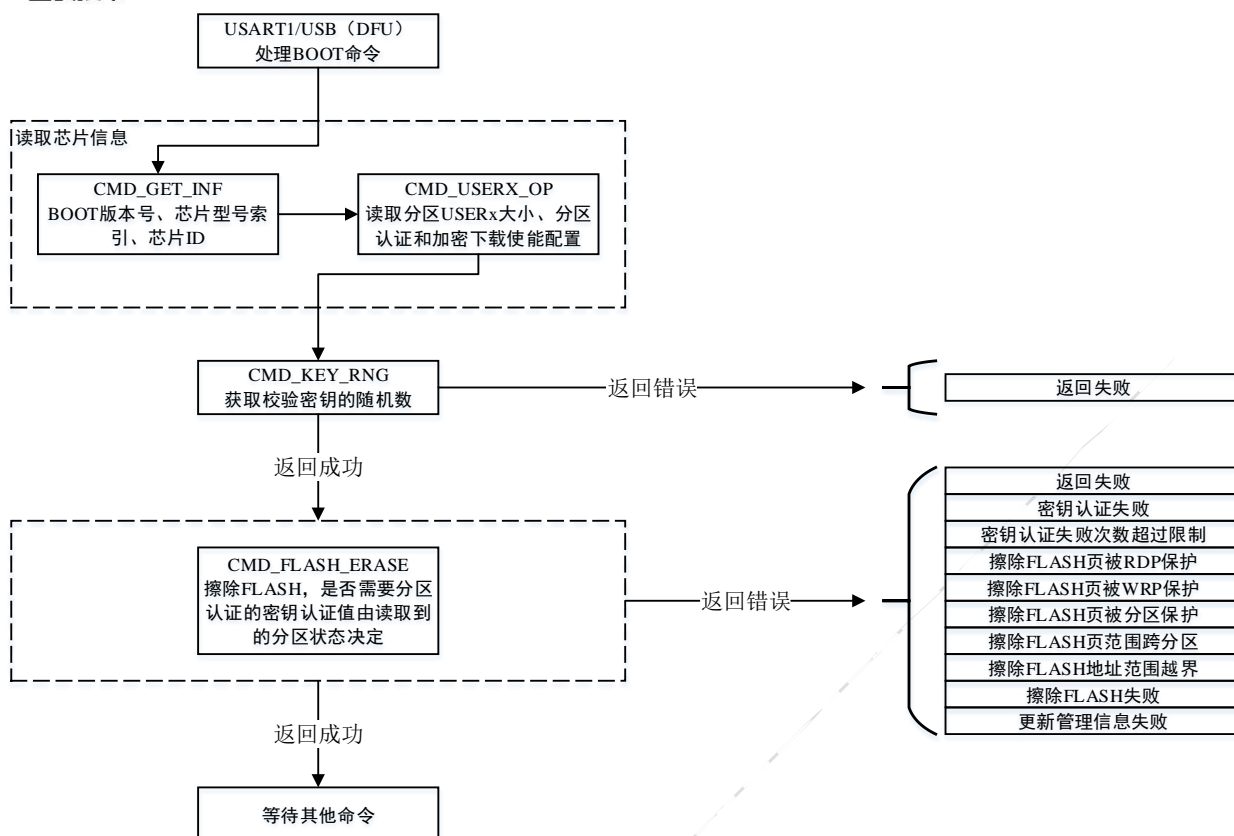 USART1/USB（DFU）
处理BOOT命令
读取芯片信息
CMD_GET_INF
BOOT版本号、芯片型号索
引、芯片ID
CMD_USERX_OP
读取分区USERx大小、分区
认证和加密下载使能配置
CMD_KEY_RNG
获取校验密钥的随机数
返回错误
返回失败
返回成功
CMD_FLASH_ERASE
擦除FLASH，是否需要分区
认证的密钥认证值由读取到
的分区状态决定
返回错误
返回失败
密钥认证失败
密钥认证失败次数超过限制
擦除FLASH页被RDP保护
擦除FLASH页被WRP保护
擦除FLASH页被分区保护
擦除FLASH页范围跨分区
擦除FLASH地址范围越界
擦除FLASH失败
更新管理信息失败
返回成功
等待其他命令